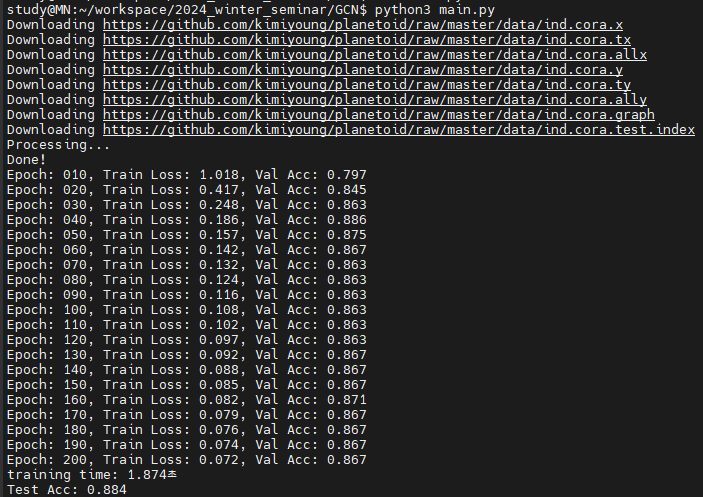 study@MN:~/workspace/2024_winter_seminar/GCN$ python3 main.py
Downloading https://github.com/kimiyoung/planetoid/raw/master/data/ind.cora.x
Downloading https://github.com/kimiyoung/planetoid/raw/master/data/ind.cora.tx
Downloading https://github.com/kimiyoung/planetoid/raw/master/data/ind.cora.allx
Downloading https://github.com/kimiyoung/planetoid/raw/master/data/ind.cora.y
Downloading https://github.com/kimiyoung/planetoid/raw/master/data/ind.cora.ty
Downloading https://github.com/kimiyoung/planetoid/raw/master/data/ind.cora.ally
Downloading https://github.com/kimiyoung/planetoid/raw/master/data/ind.cora.graph
Downloading https://github.com/kimiyoung/planetoid/raw/master/data/ind.cora.test.index
Processing...
Done!
Epoch: 010, Train Loss: 1.018, Val Acc: 0.797
Epoch: 020, Train Loss: 0.417, Val Acc: 0.845
Epoch: 030, Train Loss: 0.248, Val Acc: 0.863
Epoch: 040, Train Loss: 0.186, Val Acc: 0.886
Epoch: 050, Train Loss: 0.157, Val Acc: 0.875
Epoch: 060, Train Loss: 0.142, Val Acc: 0.867
Epoch: 070, Train Loss: 0.132, Val Acc: 0.863
Epoch: 080, Train Loss: 0.124, Val Acc: 0.863
Epoch: 090, Train Loss: 0.116, Val Acc: 0.863
Epoch: 100, Train Loss: 0.108, Val Acc: 0.863
Epoch: 110, Train Loss: 0.102, Val Acc: 0.863
Epoch: 120, Train Loss: 0.097, Val Acc: 0.863
Epoch: 130, Train Loss: 0.092, Val Acc: 0.867
Epoch: 140, Train Loss: 0.088, Val Acc: 0.867
Epoch: 150, Train Loss: 0.085, Val Acc: 0.867
Epoch: 160, Train Loss: 0.082, Val Acc: 0.871
Epoch: 170, Train Loss: 0.079, Val Acc: 0.867
Epoch: 180, Train Loss: 0.076, Val Acc: 0.867
Epoch: 190, Train Loss: 0.074, Val Acc: 0.867
Epoch: 200, Train Loss: 0.072, Val Acc: 0.867
training time: 1.874초
Test Acc: 0.884